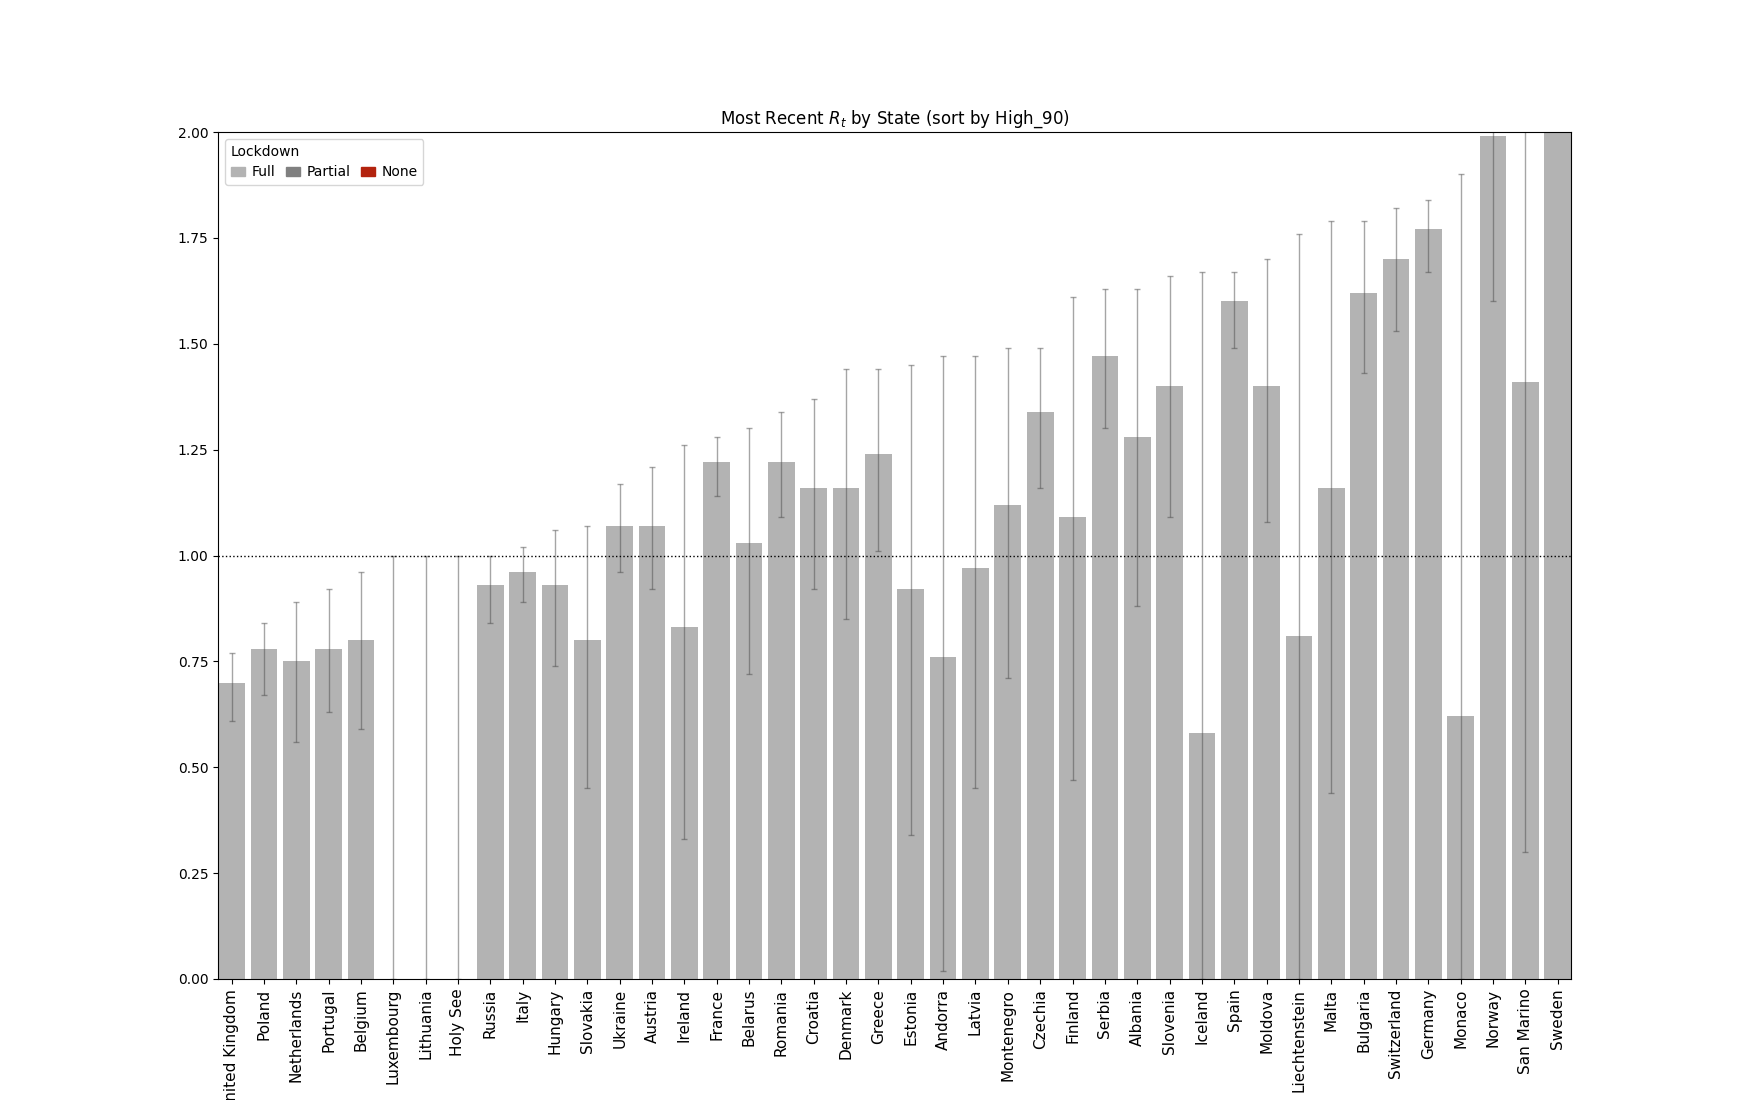 Most Recent Rt by State (sort by High_90)
2.00
Lockdown
Full Partial None
1.75
1.50
1.25
1.00
0.75
0.50
0.25
0.00
nited Kingdom
Poland
Netherlands
Portugal
Belgium
Luxembourg
Lithuania
Holy See
Russia
Italy
Hungary
Slovakia
Ukraine
Austria
Ireland
France
Belarus
Romania
Croatia
Denmark
Greece
Estonia
Andorra
Latvia
Montenegro
Czechia
Finland
Serbia
Albania
Slovenia
Iceland
Spain
Moldova
Liechtenstein
Malta
Bulgaria
Switzerland
Germany
Monaco
Norway
San Marino
Sweden